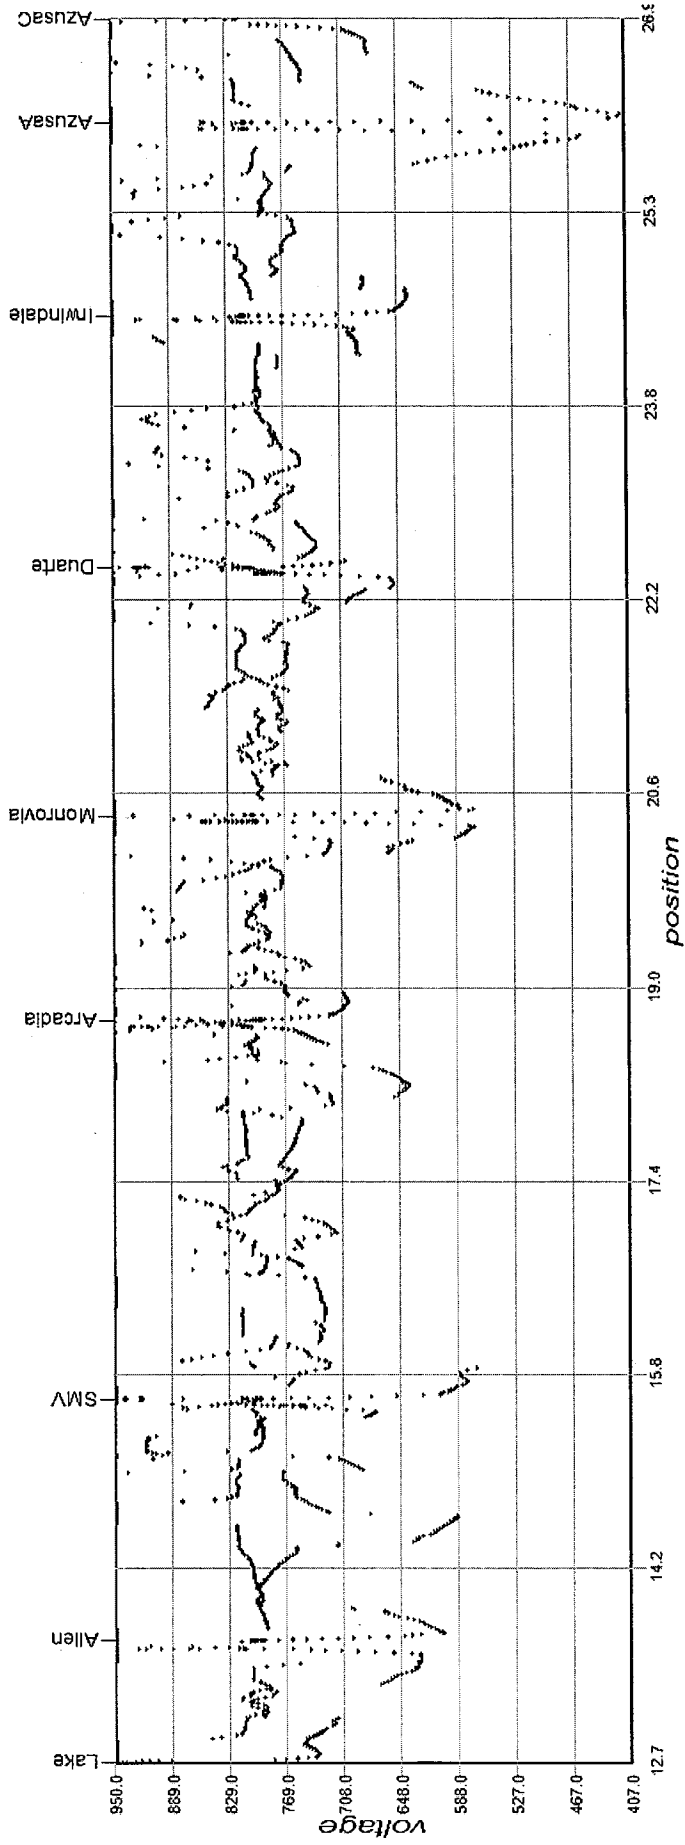 Lake
Allen
SMV
Arcadia
Monrovia
Duarte
Irwindale
AzusaA
AzusaC
950.0
889.0
829.0
769.0
708.0
648.0
588.0
527.0
467.0
407.0
voltage
12.7
14.2
15.8
17.4
19.0
20.6
22.2
23.8
25.3
26.9
position